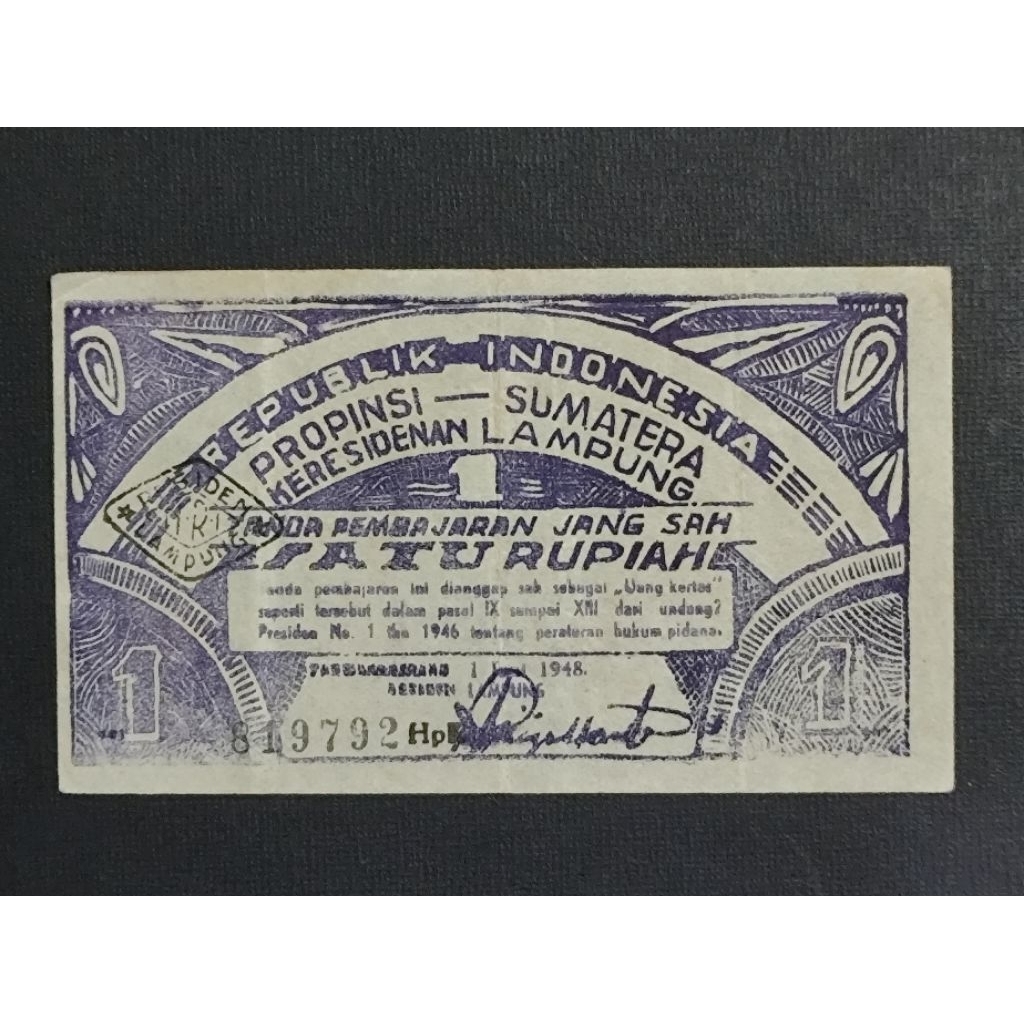 REPUBLIK INDONESIA
PROPINSI — SUMATERA
KERESIDENAN LAMPUNG
1
TANDA PEMBAJARAN JANG SAH
SATU RUPIAH
Tanda pembajaran ini dianggap sah sebagai „Uang kertas"
seperti tersebut dalam pasal IX sampai XIII dari undang2
Presiden No. 1 thn 1946 tentang peraturan hukum pidana.
1 1948.
RESIDEN LAMPUNG
819792 Hp
1
1
LAMPUNG